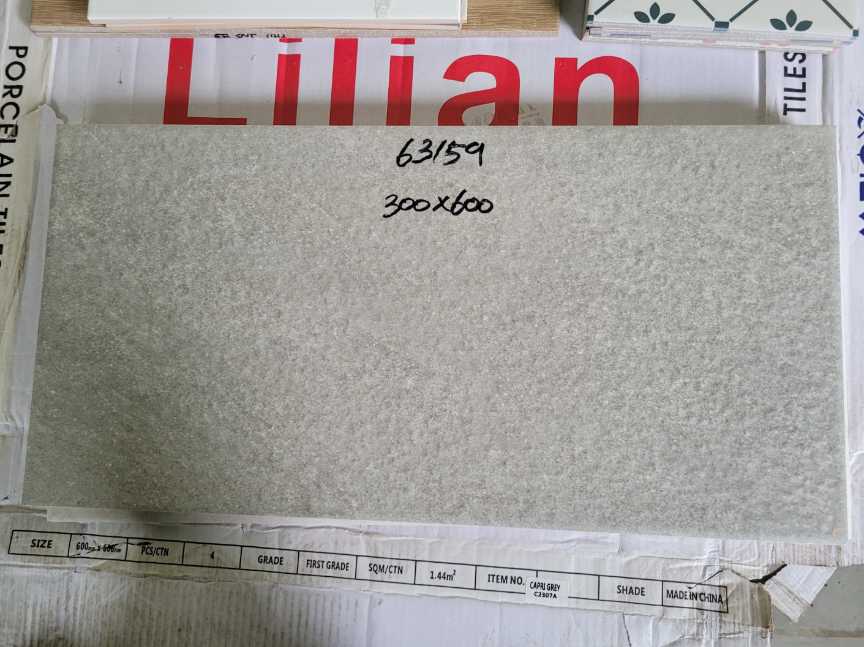 Lilian
PORCELAIN TILES
TILES
63159
300x600
SIZE 600mm x 600mm PCS/CTN 4 GRADE FIRST GRADE SQM/CTN 1.44m² ITEM NO. CAPRI GREY C2307A SHADE MADE IN CHINA